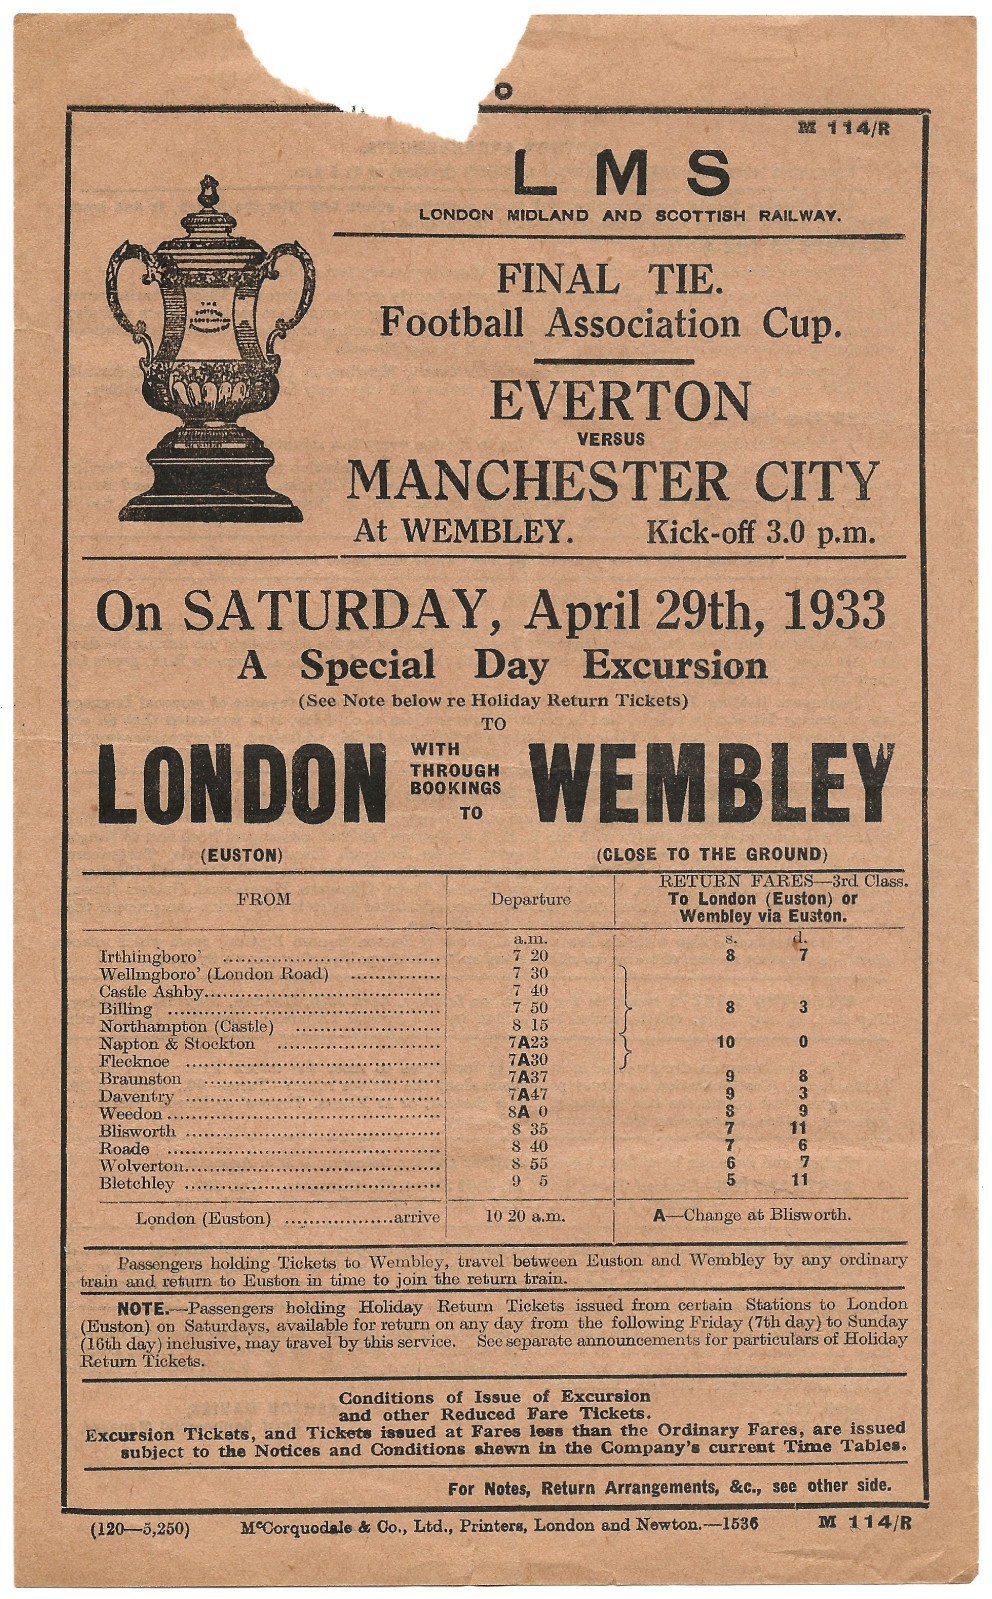 O
M 114/R
L M S
LONDON MIDLAND AND SCOTTISH RAILWAY.
THE FOOTBALL ASSOCIATION
FINAL TIE.
Football Association Cup.
EVERTON
VERSUS
MANCHESTER CITY
At WEMBLEY. Kick-off 3.0 p.m.
On SATURDAY, April 29th, 1933
A Special Day Excursion
(See Note below re Holiday Return Tickets)
TO
LONDON WITH THROUGH BOOKINGS TO WEMBLEY
(EUSTON) (CLOSE TO THE GROUND)
FROM Departure RETURN FARES—3rd Class.
To London (Euston) or
Wembley via Euston.
a.m. s. d.
Irthlingboro' 7 20 8 7
Wellingboro' (London Road) 7 30
Castle Ashby 7 40
Billing 7 50 8 3
Northampton (Castle) 8 15
Napton & Stockton 7A23 10 0
Flecknoe 7A30
Braunston 7A37 9 8
Daventry 7A47 9 3
Weedon 8A 0 8 9
Blisworth 8 35 7 11
Roade 8 40 7 6
Wolverton 8 55 6 7
Bletchley 9 5 5 11
London (Euston) arrive 10 20 a.m. A—Change at Blisworth.
Passengers holding Tickets to Wembley, travel between Euston and Wembley by any ordinary
train and return to Euston in time to join the return train.
NOTE.—Passengers holding Holiday Return Tickets issued from certain Stations to London
(Euston) on Saturdays, available for return on any day from the following Friday (7th day) to Sunday
(16th day) inclusive, may travel by this service. See separate announcements for particulars of Holiday
Return Tickets.
Conditions of Issue of Excursion
and other Reduced Fare Tickets.
Excursion Tickets, and Tickets issued at Fares less than the Ordinary Fares, are issued
subject to the Notices and Conditions shewn in the Company's current Time Tables.
For Notes, Return Arrangements, &c., see other side.
(120—5,250) McCorquodale & Co., Ltd., Printers, London and Newton.—1536 M 114/R